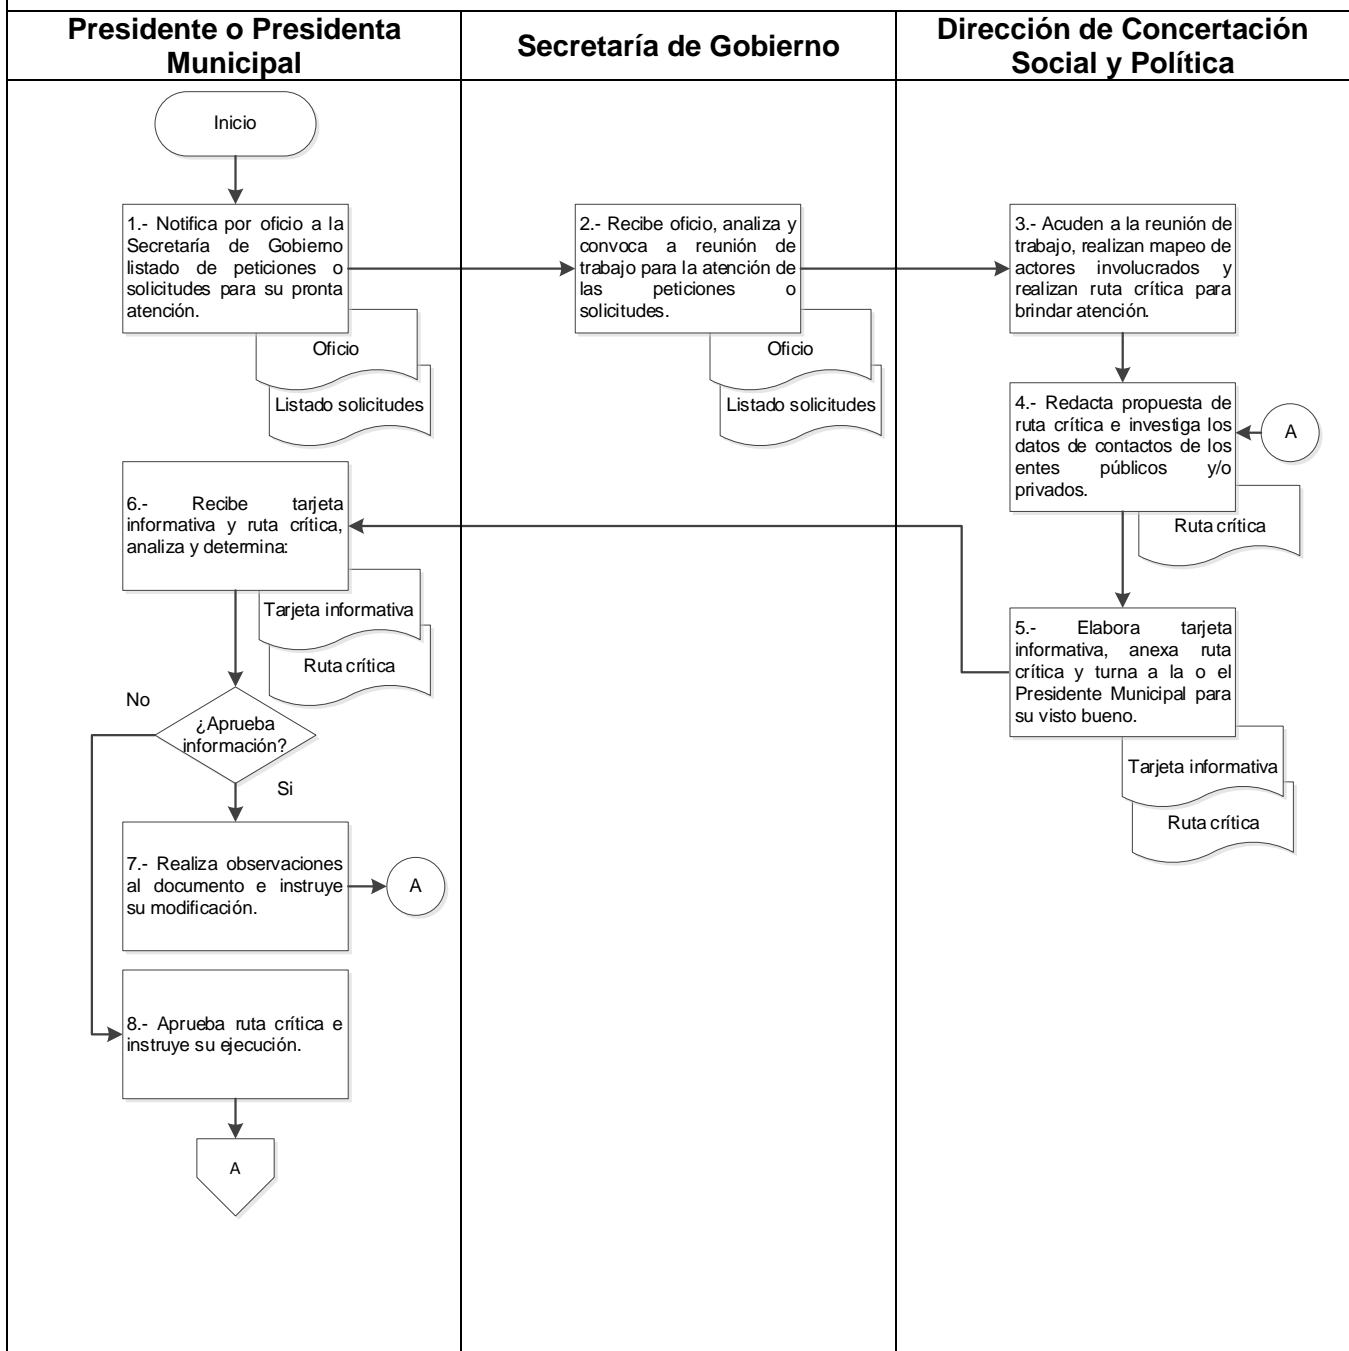 Presidente o Presidenta
Municipal
Secretaría de Gobierno
Dirección de Concertación
Social y Política
Inicio
1.- Notifica por oficio a la
Secretaría de Gobierno
listado de peticiones o
solicitudes para su pronta
atención.
Oficio
Listado solicitudes
2.- Recibe oficio, analiza y
convoca a reunión de
trabajo para la atención de
las peticiones o
solicitudes.
Oficio
Listado solicitudes
3.- Acuden a la reunión de
trabajo, realizan mapeo de
actores involucrados y
realizan ruta crítica para
brindar atención.
4.- Redacta propuesta de
ruta crítica e investiga los
datos de contactos de los
entes públicos y/o
privados.
A
Ruta crítica
5.- Elabora tarjeta
informativa, anexa ruta
crítica y turna a la o el
Presidente Municipal para
su visto bueno.
Tarjeta informativa
Ruta crítica
6.- Recibe tarjeta
informativa y ruta crítica,
analiza y determina:
Tarjeta informativa
Ruta crítica
No
¿Aprueba
información?
Si
7.- Realiza observaciones
al documento e instruye
su modificación.
A
8.- Aprueba ruta crítica e
instruye su ejecución.
A